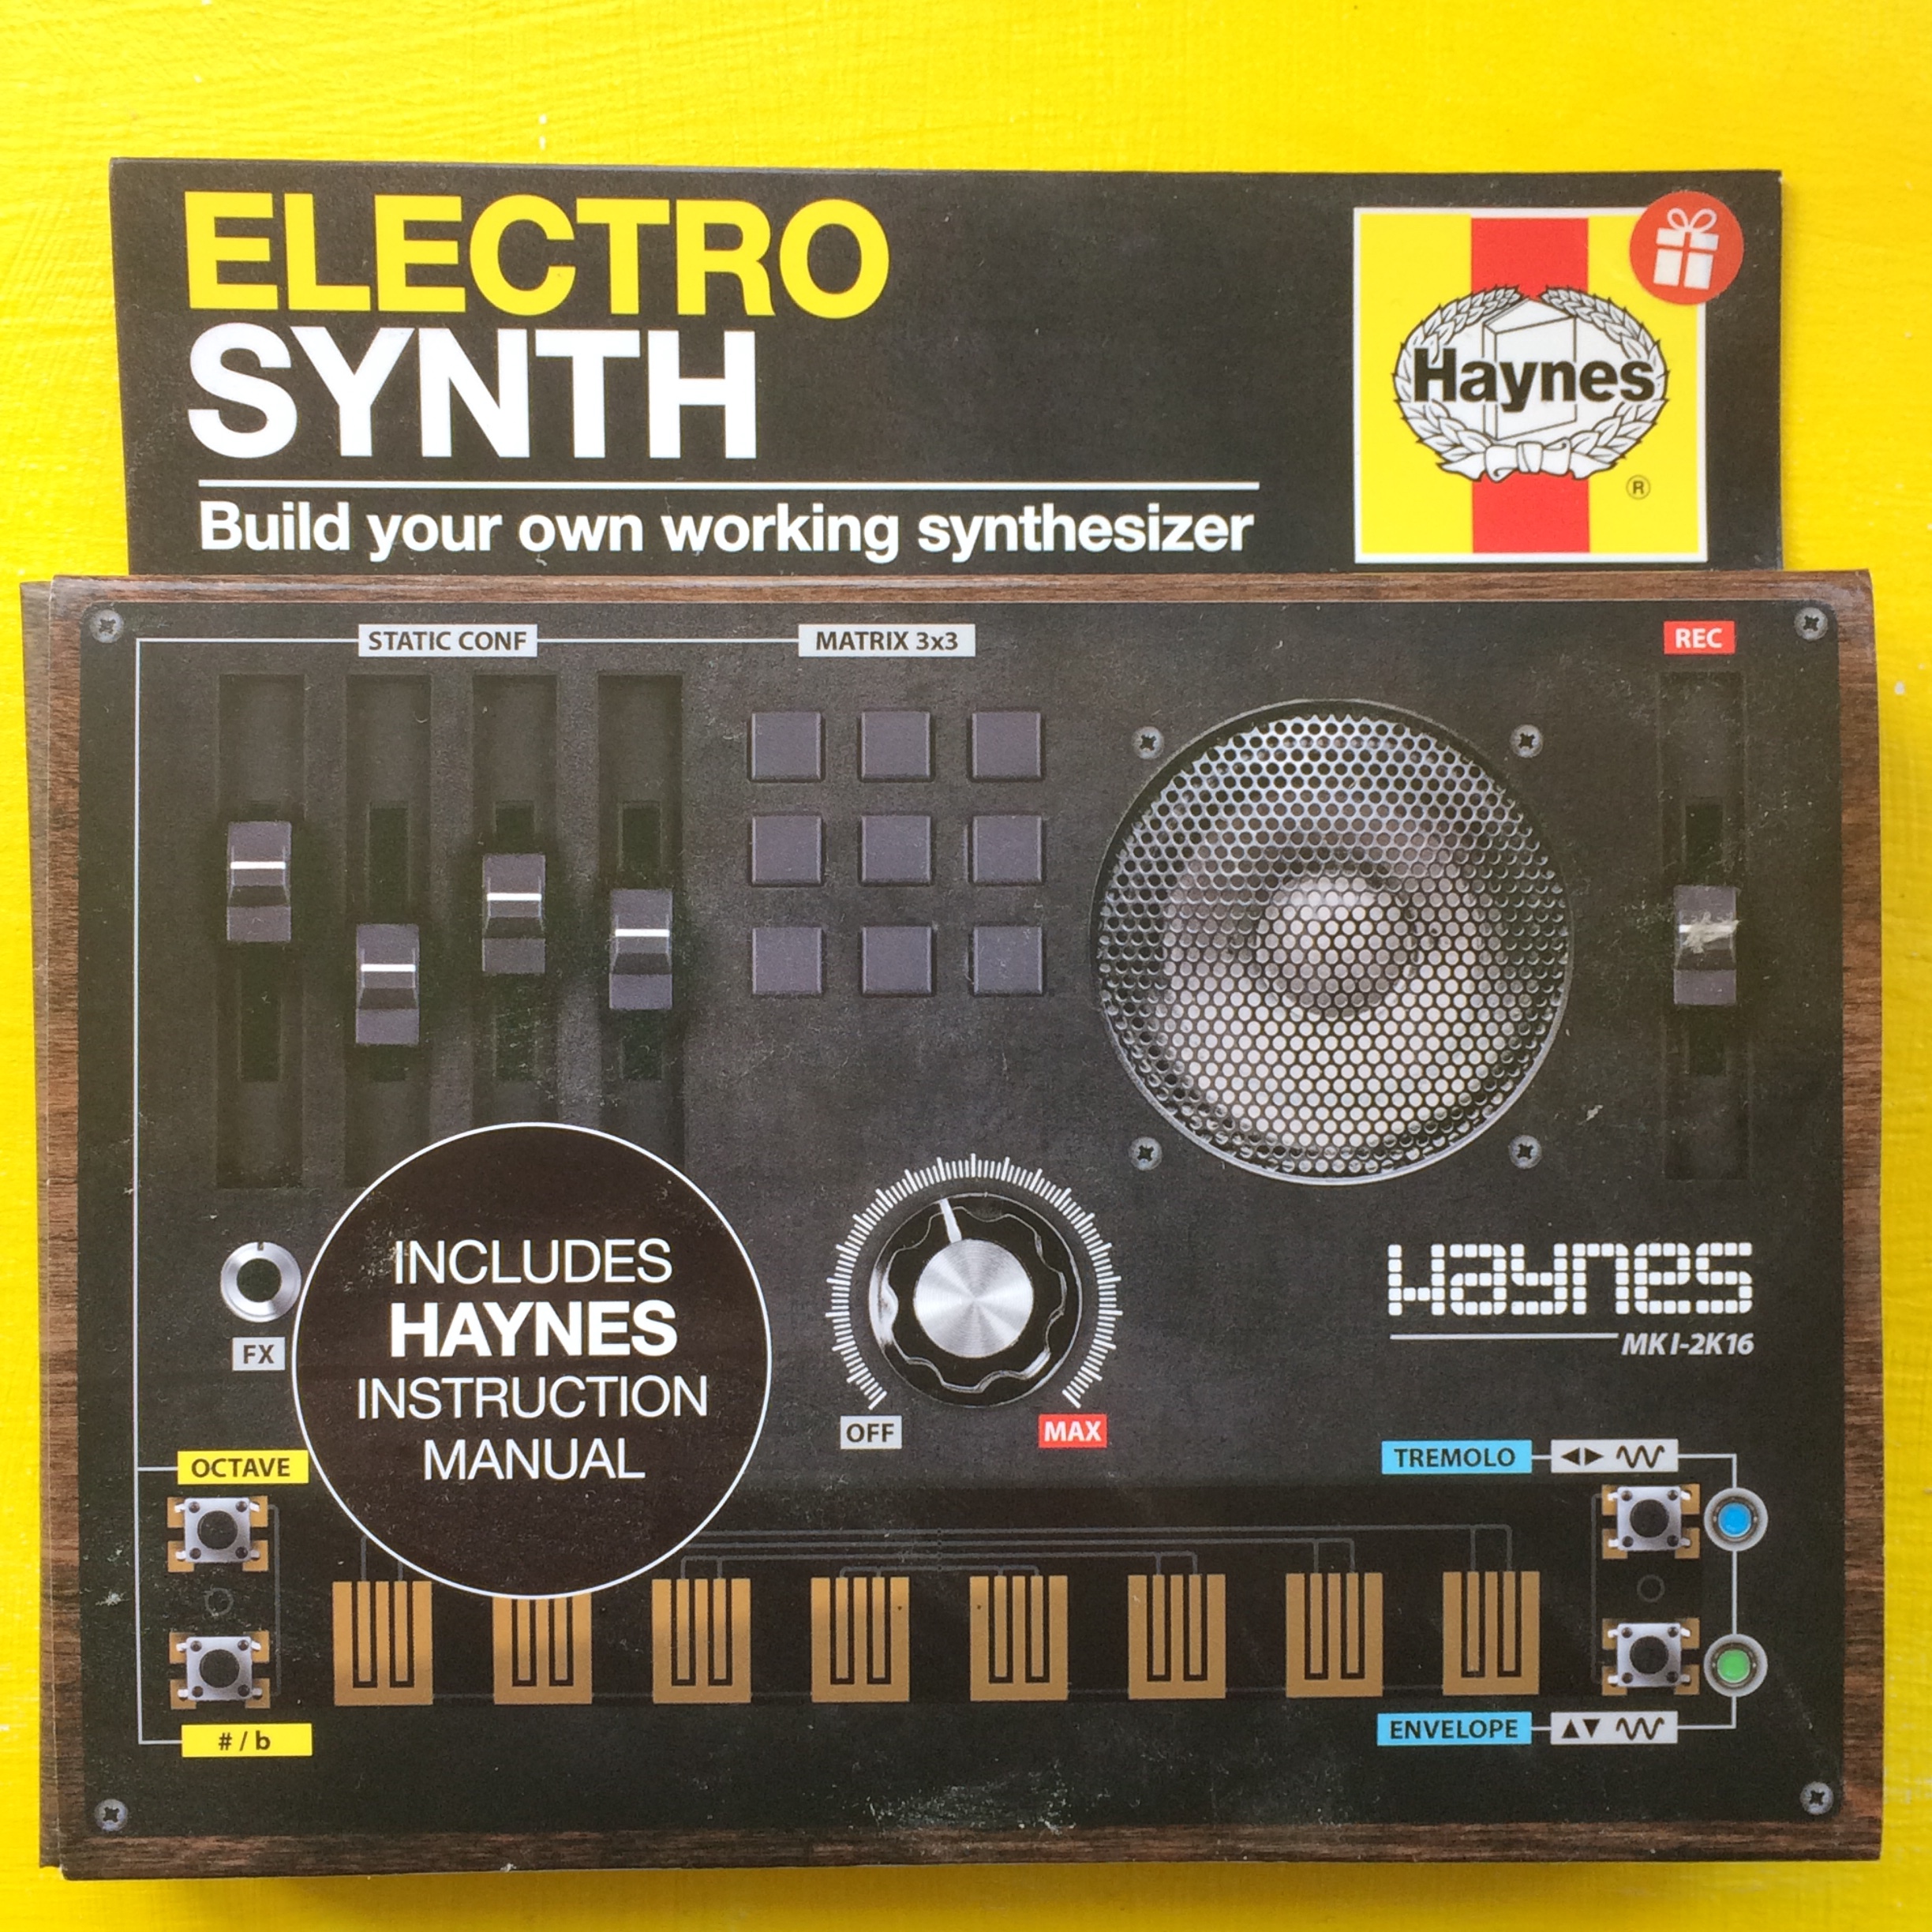 ELECTRO
SYNTH
Build your own working synthesizer
Haynes
®
STATIC CONF
MATRIX 3x3
REC
INCLUDES
HAYNES
INSTRUCTION
MANUAL
FX
OFF
MAX
Haynes
MK I-2K16
OCTAVE
TREMOLO
# / b
ENVELOPE